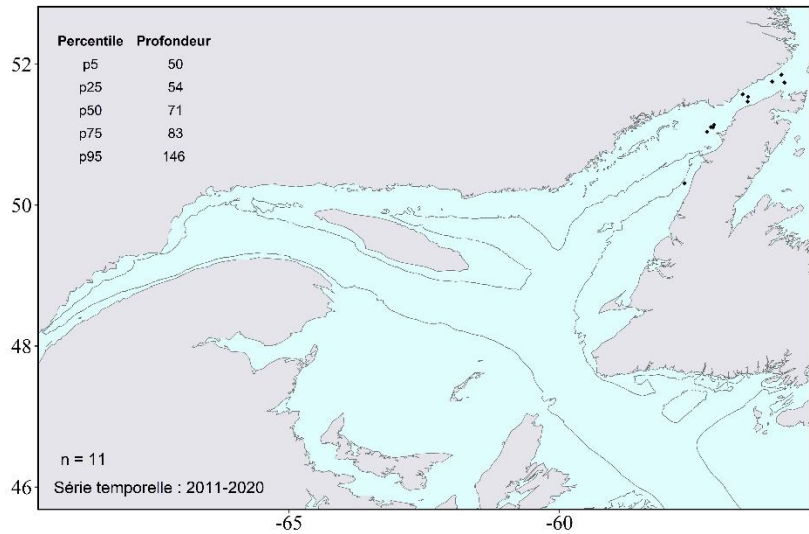 Percentile Profondeur
p5 50
p25 54
p50 71
p75 83
p95 146
52
50
48
46
n = 11
Série temporelle : 2011-2020
-65 -60